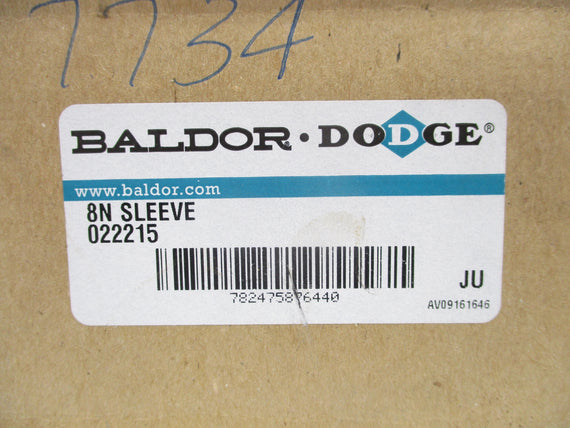 7734
BALDOR • DODGE®
www.baldor.com
8N SLEEVE
022215
782475876440
JU
AV09161646